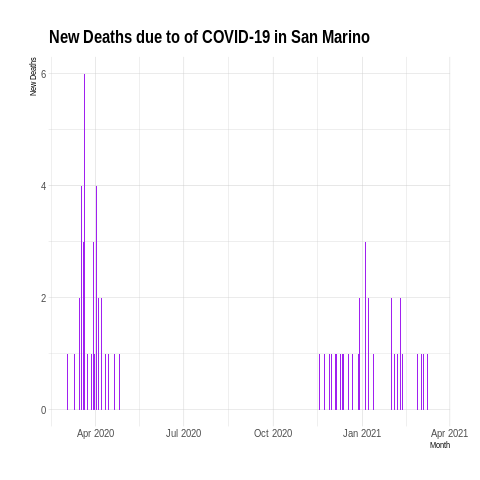 New Deaths due to of COVID-19 in San Marino
New Deaths
6
4
2
0
Apr 2020 Jul 2020 Oct 2020 Jan 2021 Apr 2021
Month